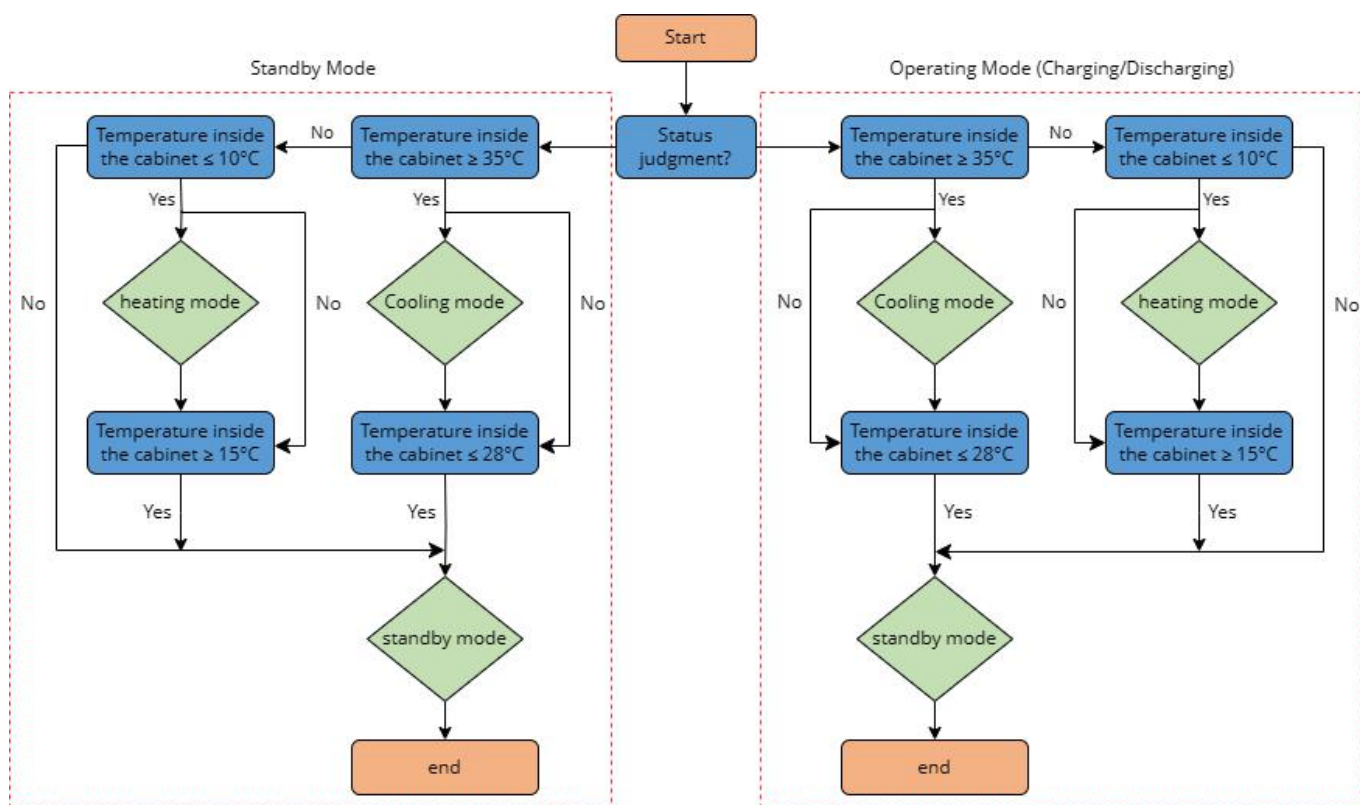 Start
Standby Mode
Operating Mode (Charging/Discharging)
Temperature inside
the cabinet ≤ 10°C
No
Temperature inside
the cabinet ≥ 35°C
Status
judgment?
Temperature inside
the cabinet ≥ 35°C
No
Temperature inside
the cabinet ≤ 10°C
Yes
Yes
Yes
Yes
No
heating mode
No
Cooling mode
No
No
Cooling mode
No
heating mode
No
Temperature inside
the cabinet ≥ 15°C
Temperature inside
the cabinet ≤ 28°C
Temperature inside
the cabinet ≤ 28°C
Temperature inside
the cabinet ≥ 15°C
Yes
Yes
Yes
Yes
standby mode
standby mode
end
end